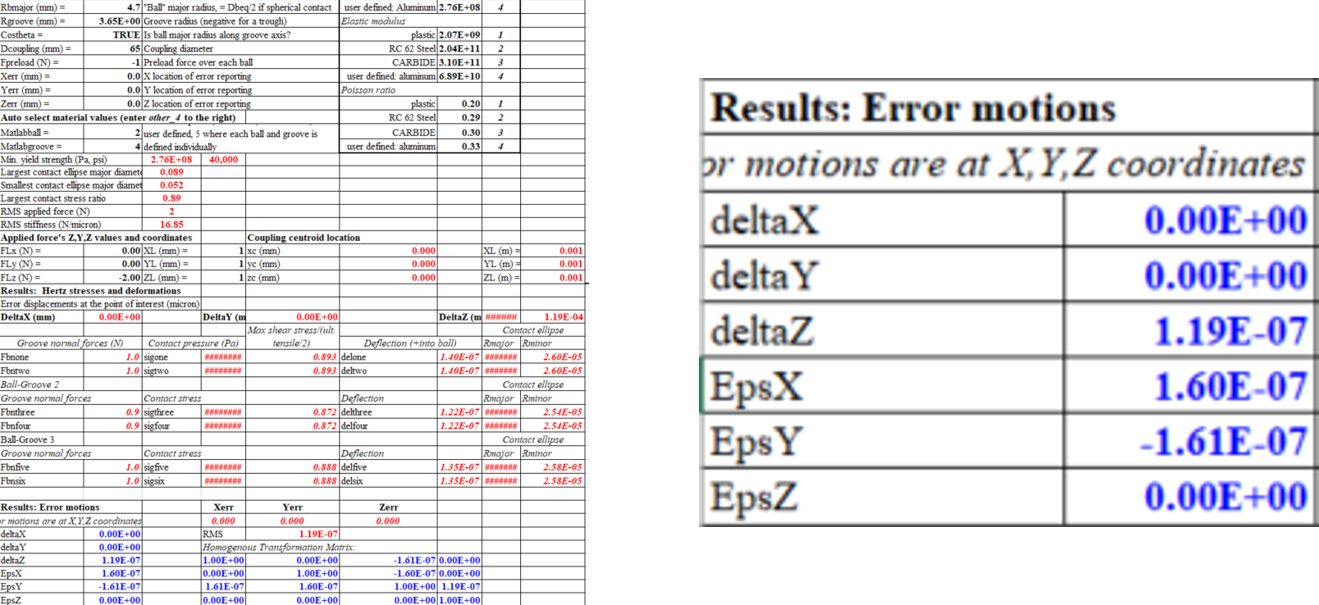 Rbmajor (mm) = 4.7 "Ball" major radius, = Dbeq/2 if spherical contact user defined: Aluminum 2.76E+08 4
Rgroove (mm) = 3.65E+00 Groove radius (negative for a trough) Elastic modulus
Costheta = TRUE Is ball major radius along groove axis? plastic 2.07E+09 1
Dcoupling (mm) = 65 Coupling diameter RC 62 Steel 2.04E+11 2
Fpreload (N) = -1 Preload force over each ball CARBIDE 3.10E+11 3
Xerr (mm) = 0.0 X location of error reporting user defined: aluminum 6.89E+10 4
Yerr (mm) = 0.0 Y location of error reporting Poisson ratio
Zerr (mm) = 0.0 Z location of error reporting plastic 0.20 1
Auto select material values (enter other_4 to the right) RC 62 Steel 0.29 2
Matlabball = 2 user defined, 5 where each ball and groove is CARBIDE 0.30 3
Matlabgroove = 4 defined individually user defined: aluminum 0.33 4
Min. yield strength (Pa, psi) 2.76E+08 40,000
Largest contact ellipse major diamet 0.089
Smallest contact ellipse major diamet 0.052
Largest contact stress ratio 0.89
RMS applied force (N) 2
RMS stiffness (N/micron) 16.85
Applied force's Z,Y,Z values and coordinates Coupling centroid location
FLx (N) = 0.00 XL (mm) = 1 xc (mm) 0.000 XL (m) = 0.001
FLy (N) = 0.00 YL (mm) = 1 yc (mm) 0.000 YL (m) = 0.001
FLz (N) = -2.00 ZL (mm) = 1 zc (mm) 0.000 ZL (m) = 0.001
Results: Hertz stresses and deformations
Error displacements at the point of interest (micron)
DeltaX (mm) 0.00E+00 DeltaY (m 0.00E+00 DeltaZ (m ###### 1.19E-04
Max shear stress/(ult. Contact ellipse
Groove normal forces (N) Contact pressure (Pa) tensile/2) Deflection (+into ball) Rmajor Rminor
Fbnone 1.0 sigone ######## 0.893 delone 1.40E-07 ####### 2.60E-05
Fbntwo 1.0 sigtwo ######## 0.893 deltwo 1.40E-07 ####### 2.60E-05
Ball-Groove 2 Contact ellipse
Groove normal forces Contact stress Deflection Rmajor Rminor
Fbnthree 0.9 sigthree ######## 0.872 delthree 1.22E-07 ####### 2.54E-05
Fbnfour 0.9 sigfour ######## 0.872 delfour 1.22E-07 ####### 2.54E-05
Ball-Groove 3 Contact ellipse
Groove normal forces Contact stress Deflection Rmajor Rminor
Fbnfive 1.0 sigfive ######## 0.888 delfive 1.35E-07 ####### 2.58E-05
Fbnsix 1.0 sigsix ######## 0.888 delsix 1.35E-07 ####### 2.58E-05
Results: Error motions Xerr Yerr Zerr
r motions are at X,Y,Z coordinates 0.000 0.000 0.000
deltaX 0.00E+00 RMS 1.19E-07
deltaY 0.00E+00 Homogenous Transformation Matrix:
deltaZ 1.19E-07 1.00E+00 0.00E+00 -1.61E-07 0.00E+00
EpsX 1.60E-07 0.00E+00 1.00E+00 -1.60E-07 0.00E+00
EpsY -1.61E-07 1.61E-07 1.60E-07 1.00E+00 1.19E-07
EpsZ 0.00E+00 0.00E+00 0.00E+00 0.00E+00 1.00E+00
Results: Error motions
or motions are at X,Y,Z coordinates
deltaX 0.00E+00
deltaY 0.00E+00
deltaZ 1.19E-07
EpsX 1.60E-07
EpsY -1.61E-07
EpsZ 0.00E+00